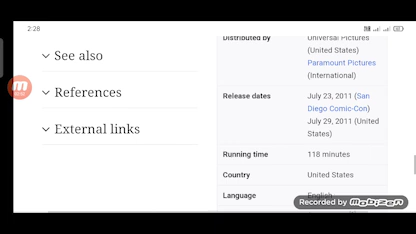 2:28
See also
References
External links
Distributed by
Universal Pictures
(United States)
Paramount Pictures
(International)
Release dates
July 23, 2011 (San
Diego Comic-Con)
July 29, 2011 (United
States)
Running time
118 minutes
Country
United States
Language
English
Recorded by Mobizen